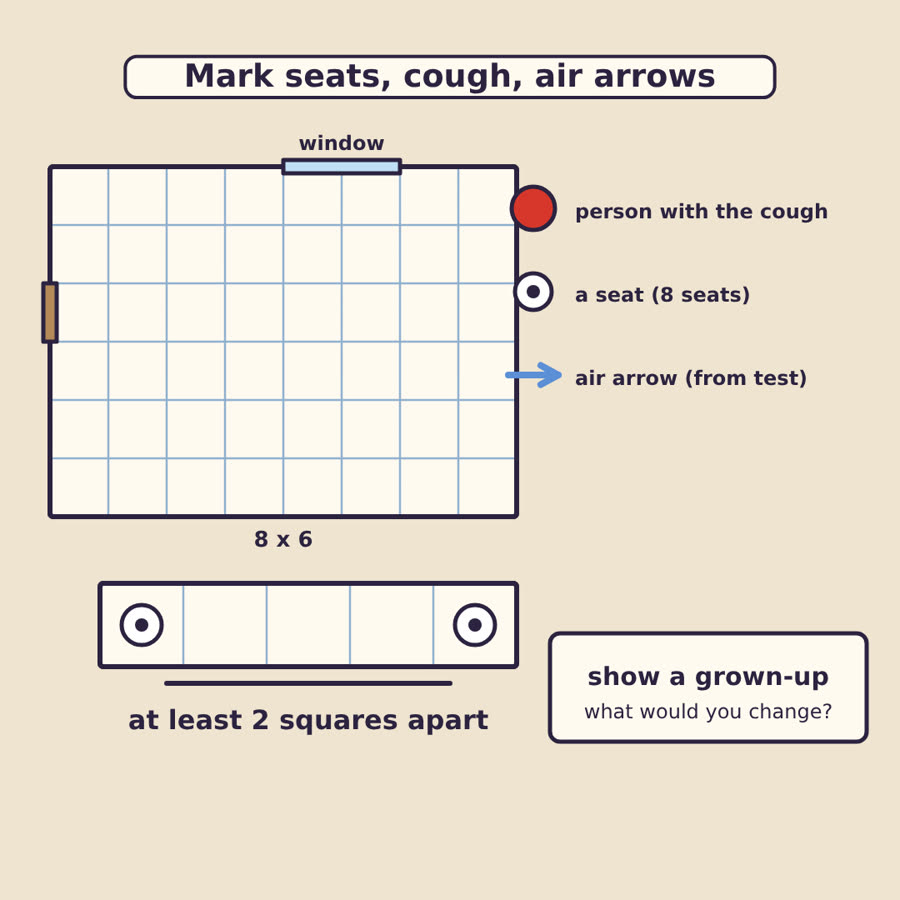 Mark seats, cough, air arrows
window
person with the cough
a seat (8 seats)
air arrow (from test)
8 x 6
at least 2 squares apart
show a grown-up
what would you change?